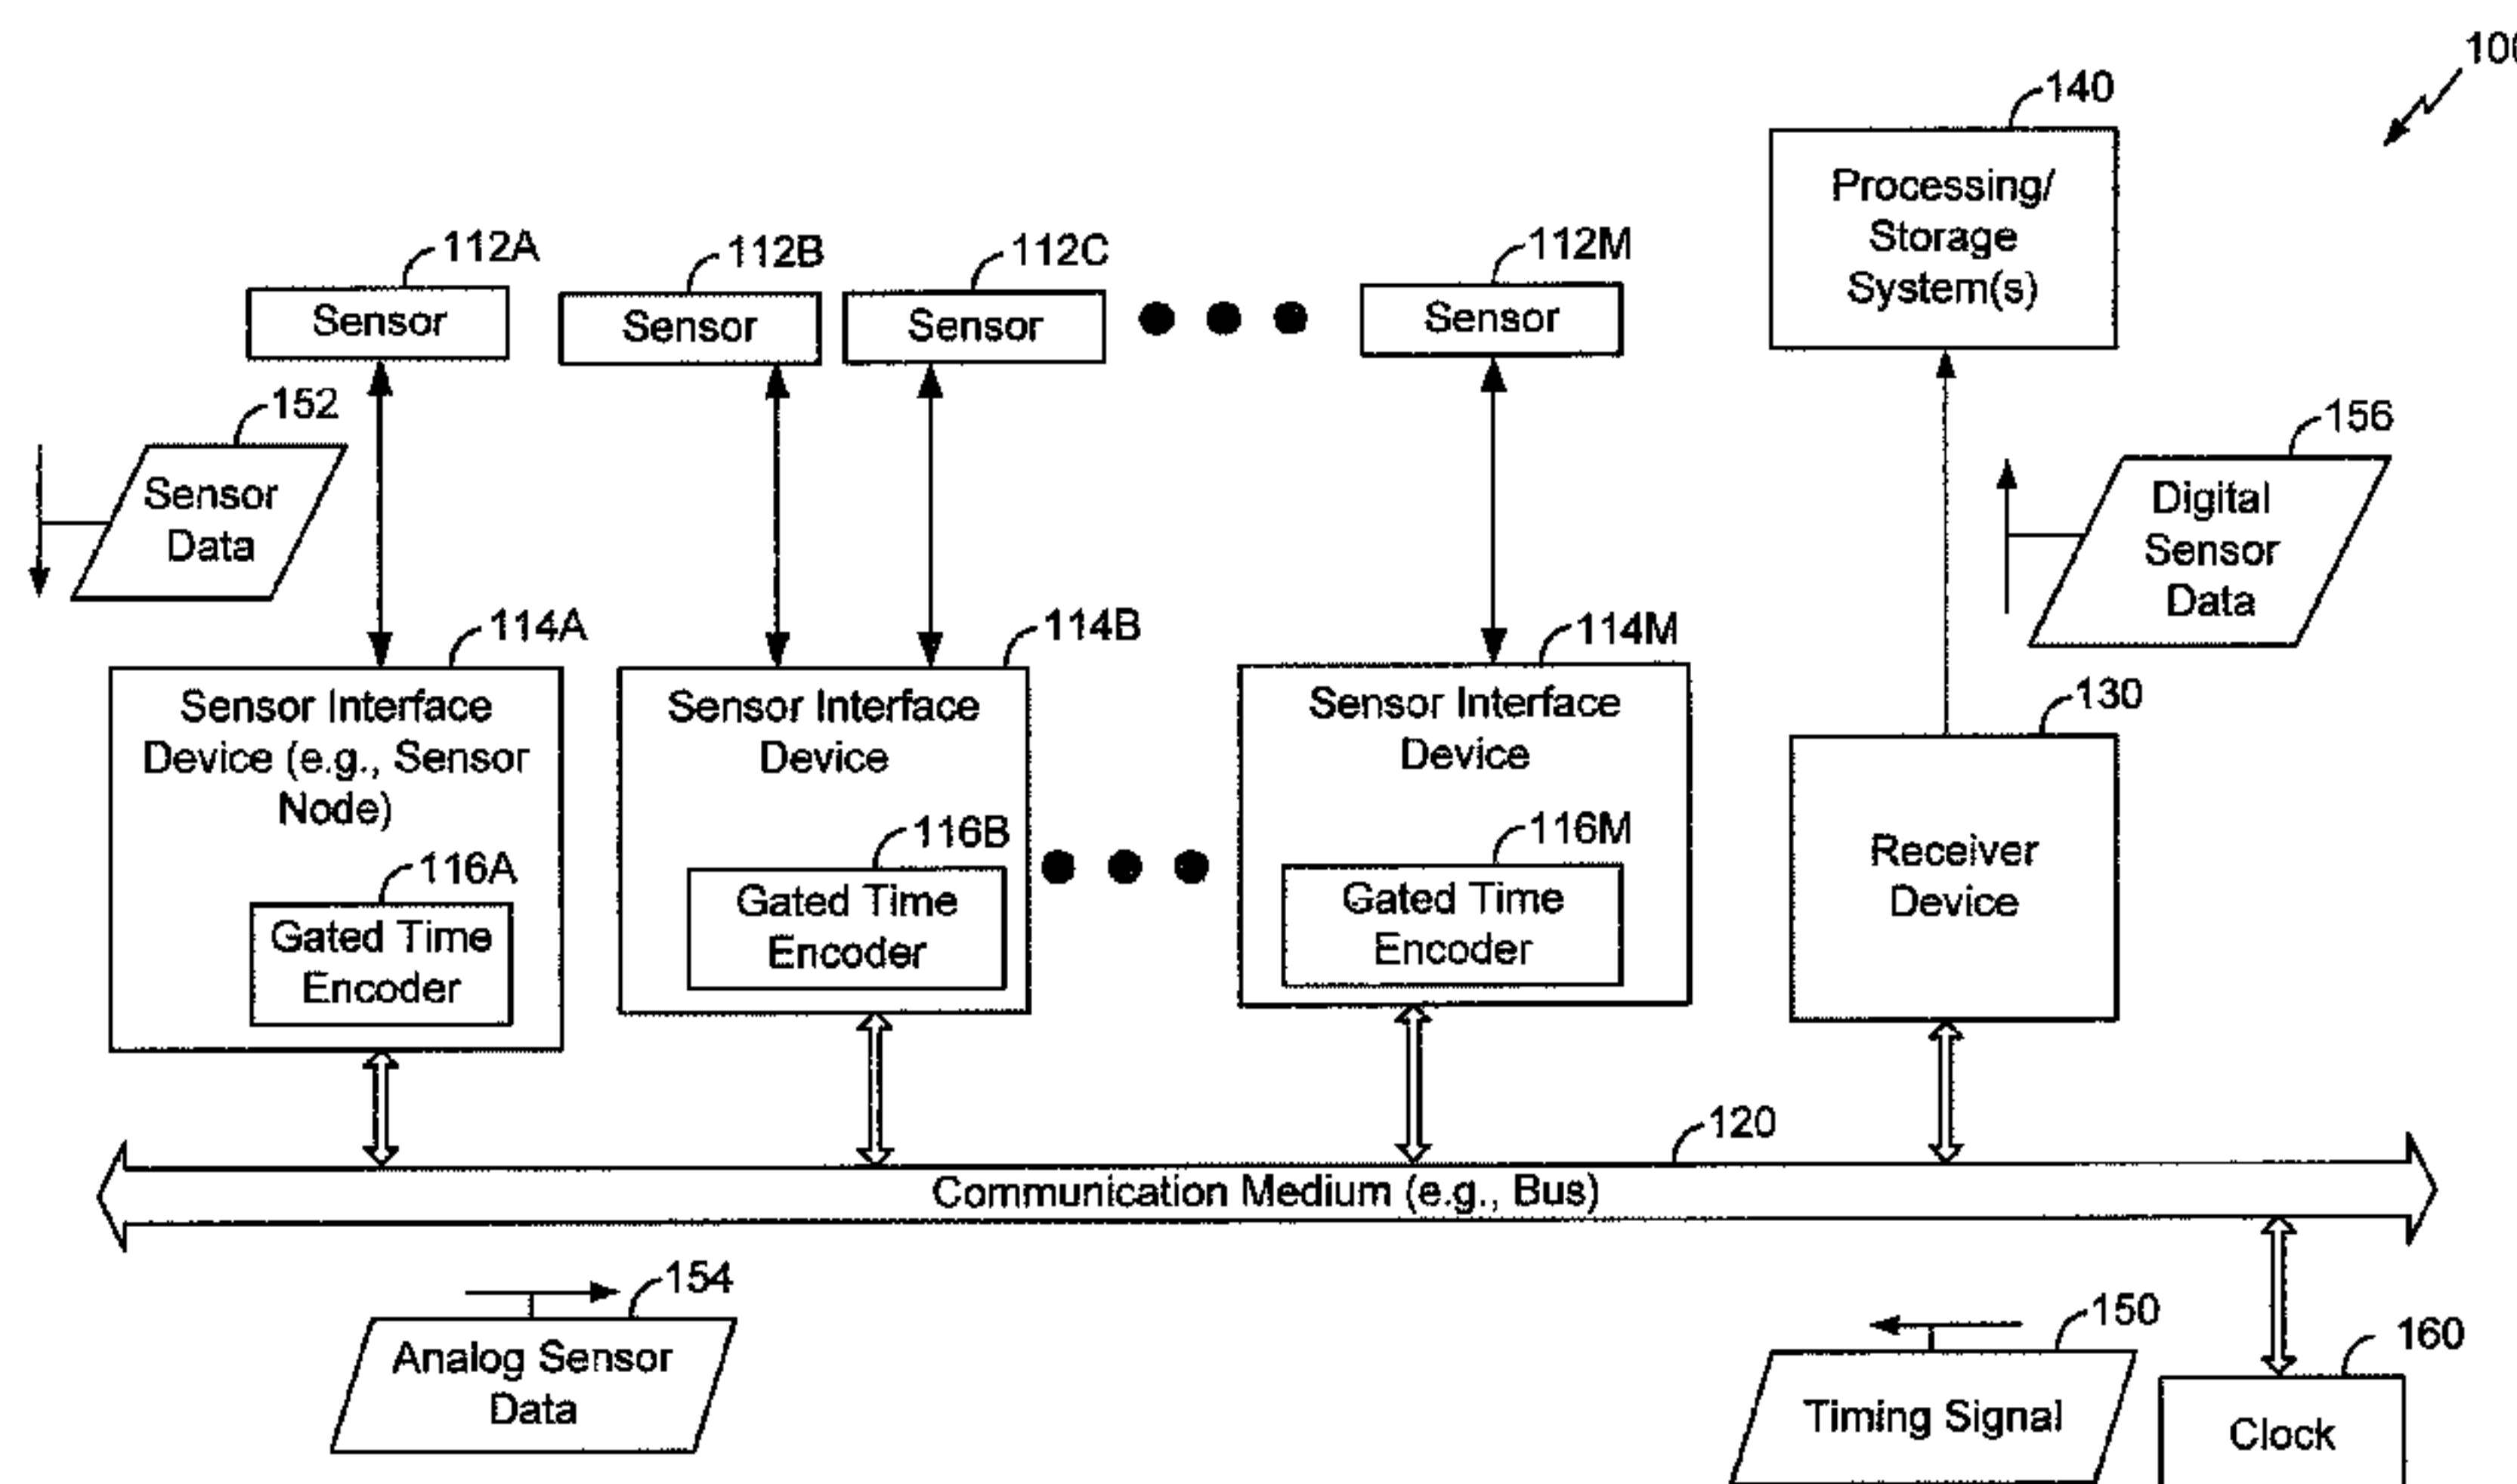 100
140
Processing/
Storage
System(s)
112A
112B
112C
112M
Sensor
Sensor
Sensor
Sensor
152
Sensor
Data
156
Digital
Sensor
Data
114A
114B
114M
130
Sensor Interface
Device (e.g., Sensor
Node)
116A
Gated Time
Encoder
Sensor Interface
Device
116B
Gated Time
Encoder
Sensor Interface
Device
116M
Gated Time
Encoder
Receiver
Device
120
Communication Medium (e.g., Bus)
154
Analog Sensor
Data
150
Timing Signal
160
Clock